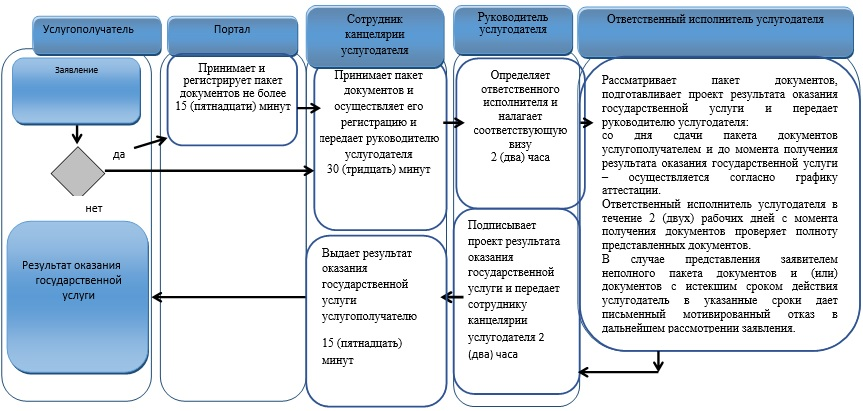 Услугополучатель
Портал
Сотрудник
канцелярии
услугодателя
Руководитель
услугодателя
Ответственный исполнитель услугодателя
Заявление
да
нет
Результат оказания
государственной
услуги
Принимает и
регистрирует пакет
документов не более
15 (пятнадцати) минут
Принимает пакет
документов и
осуществляет его
регистрацию и
передает руководителю
услугодателя
30 (тридцать) минут
Выдает результат
оказания
государственной
услуги
услугополучателю
15 (пятнадцать)
минут
Определяет
ответственного
исполнителя и
налагает
соответствующую
визу
2 (два) часа
Подписывает
проект результата
оказания
государственной
услуги и передает
сотруднику
канцелярии
услугодателя 2
(два) часа
Рассматривает пакет документов,
подготавливает проект результата оказания
государственной услуги и передает
руководителю услугодателя:
со дня сдачи пакета документов
услугополучателем и до момента получения
результата оказания государственной услуги
– осуществляется согласно графику
аттестации.
Ответственный исполнитель услугодателя в
течение 2 (двух) рабочих дней с момента
получения документов проверяет полноту
представленных документов.
В случае представления заявителем
неполного пакета документов и (или)
документов с истекшим сроком действия
услугодатель в указанные сроки дает
письменный мотивированный отказ в
дальнейшем рассмотрении заявления.